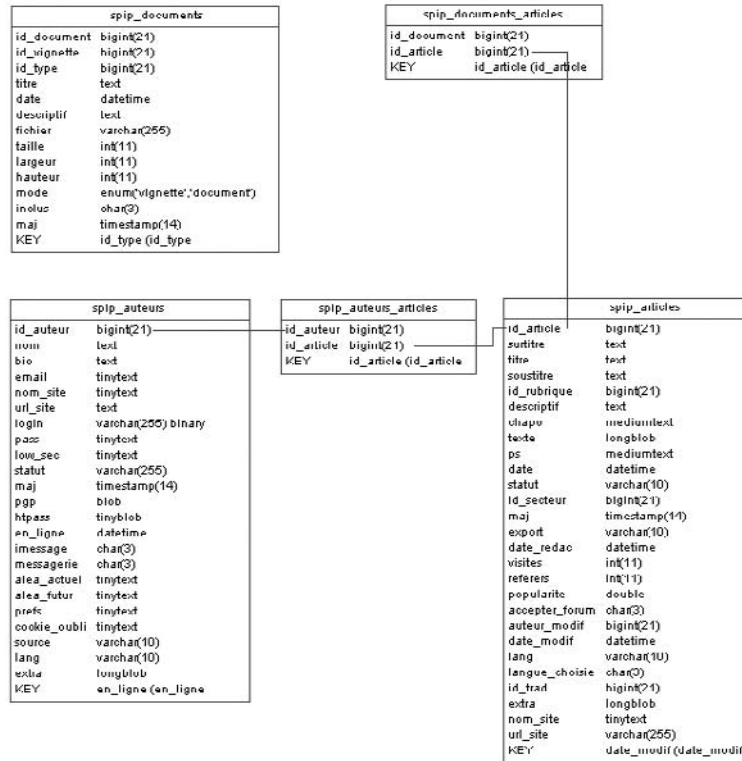 spip_documents
id_document bigint(21)
id_vignette bigint(21)
id_type bigint(21)
titre text
date datetime
descriptif text
fichier varchar(255)
taille int(11)
largeur int(11)
hauteur int(11)
mode enum('vignette','document')
inclus char(3)
maj timestamp(14)
KEY id_type (id_type
spip_documents_articles
id_document bigint(21)
id_article bigint(21)
KEY id_article (id_article
spip_auteurs
id_auteur bigint(21)
nom text
bio text
email tinytext
nom_site tinytext
url_site text
login varchar(255) binary
pass tinytext
low_sec tinytext
statut varchar(255)
maj timestamp(14)
pgp blob
htpass tinyblob
en_ligne datetime
imessage char(3)
messagerie char(3)
alea_actuel tinytext
alea_futur tinytext
prefs tinytext
cookie_oubli tinytext
source varchar(10)
lang varchar(10)
extra longblob
KEY en_ligne (en_ligne
spip_auteurs_articles
id_auteur bigint(21)
id_article bigint(21)
KEY id_article (id_article
spip_articles
id_article bigint(21)
surtitre text
titre text
soustitre text
id_rubrique bigint(21)
descriptif text
chapo mediumtext
texte longblob
ps mediumtext
date datetime
statut varchar(10)
id_secteur bigint(21)
maj timestamp(14)
export varchar(10)
date_redac datetime
visites int(11)
referers int(11)
popularite double
accepter_forum char(3)
auteur_modif bigint(21)
date_modif datetime
lang varchar(10)
langue_choisie char(3)
id_trad bigint(21)
extra longblob
nom_site tinytext
url_site varchar(255)
KEY date_modif (date_modif